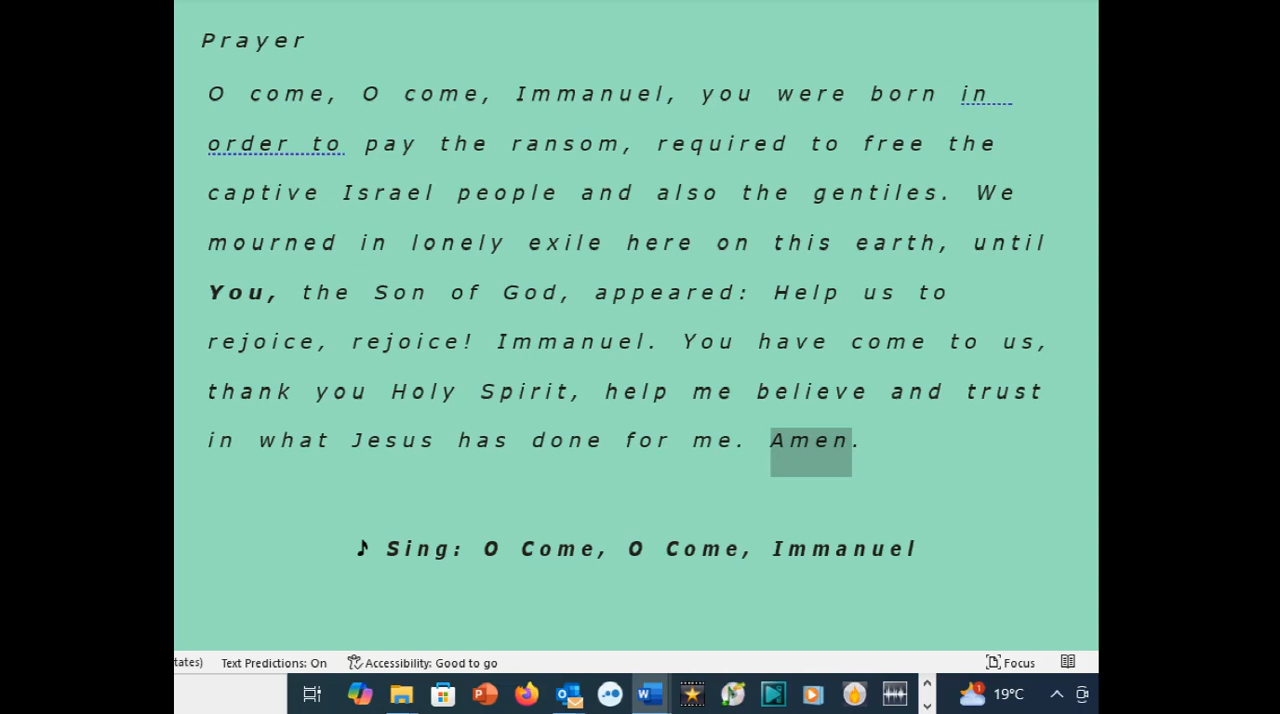 Prayer
O come, O come, Immanuel, you were born in
order to pay the ransom, required to free the
captive Israel people and also the gentiles. We
mourned in lonely exile here on this earth, until
You, the Son of God, appeared: Help us to
rejoice, rejoice! Immanuel. You have come to us,
thank you Holy Spirit, help me believe and trust
in what Jesus has done for me. Amen.
♪ Sing: O Come, O Come, Immanuel
tates) Text Predictions: On Accessibility: Good to go Focus
19°C